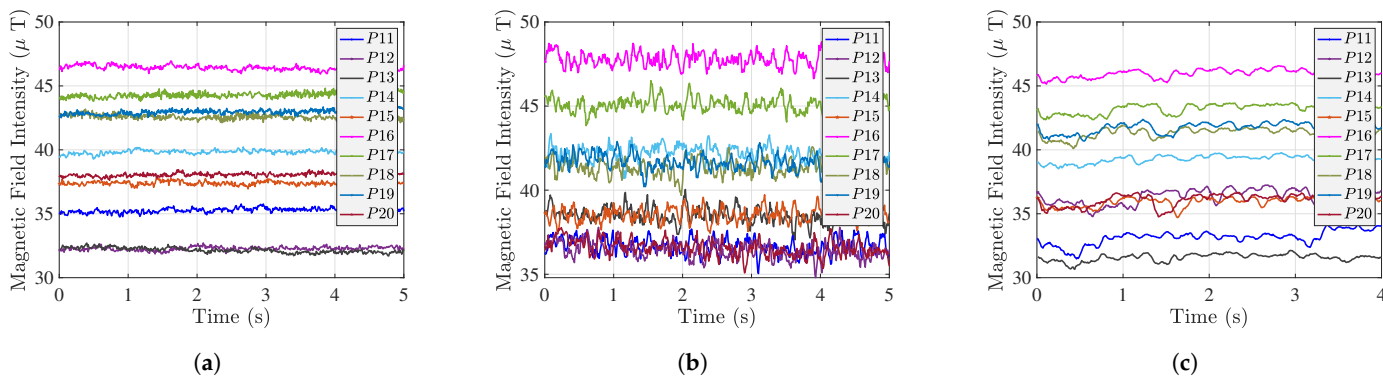 Magnetic Field Intensity (μ T)
50
45
40
35
30
0 1 2 3 4 5
Time (s)
P11
P12
P13
P14
P15
P16
P17
P18
P19
P20
(a)
Magnetic Field Intensity (μ T)
50
45
40
35
0 1 2 3 4 5
Time (s)
P11
P12
P13
P14
P15
P16
P17
P18
P19
P20
(b)
Magnetic Field Intensity (μ T)
50
45
40
35
30
0 1 2 3 4
Time (s)
P11
P12
P13
P14
P15
P16
P17
P18
P19
P20
(c)